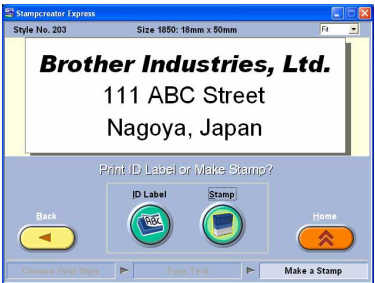 Stampcreator Express
Style No. 203 Size 1850: 18mm x 50mm Fit
Brother Industries, Ltd.
111 ABC Street
Nagoya, Japan
Print ID Label or Make Stamp?
ID Label Stamp
ABC
Back Home
Choose Your Style Type Text Make a Stamp